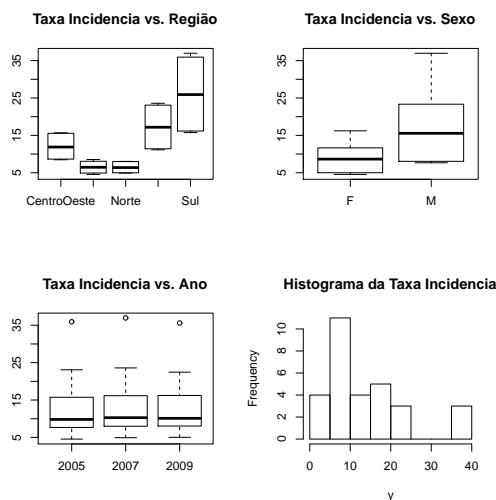 Taxa Incidencia vs. Região
5 15 25 35
CentroOeste Norte Sul
Taxa Incidencia vs. Sexo
5 15 25 35
F M
Taxa Incidencia vs. Ano
5 15 25 35
2005 2007 2009
Histograma da Taxa Incidencia
Frequency
0 2 4 6 8 10
0 10 20 30 40
y